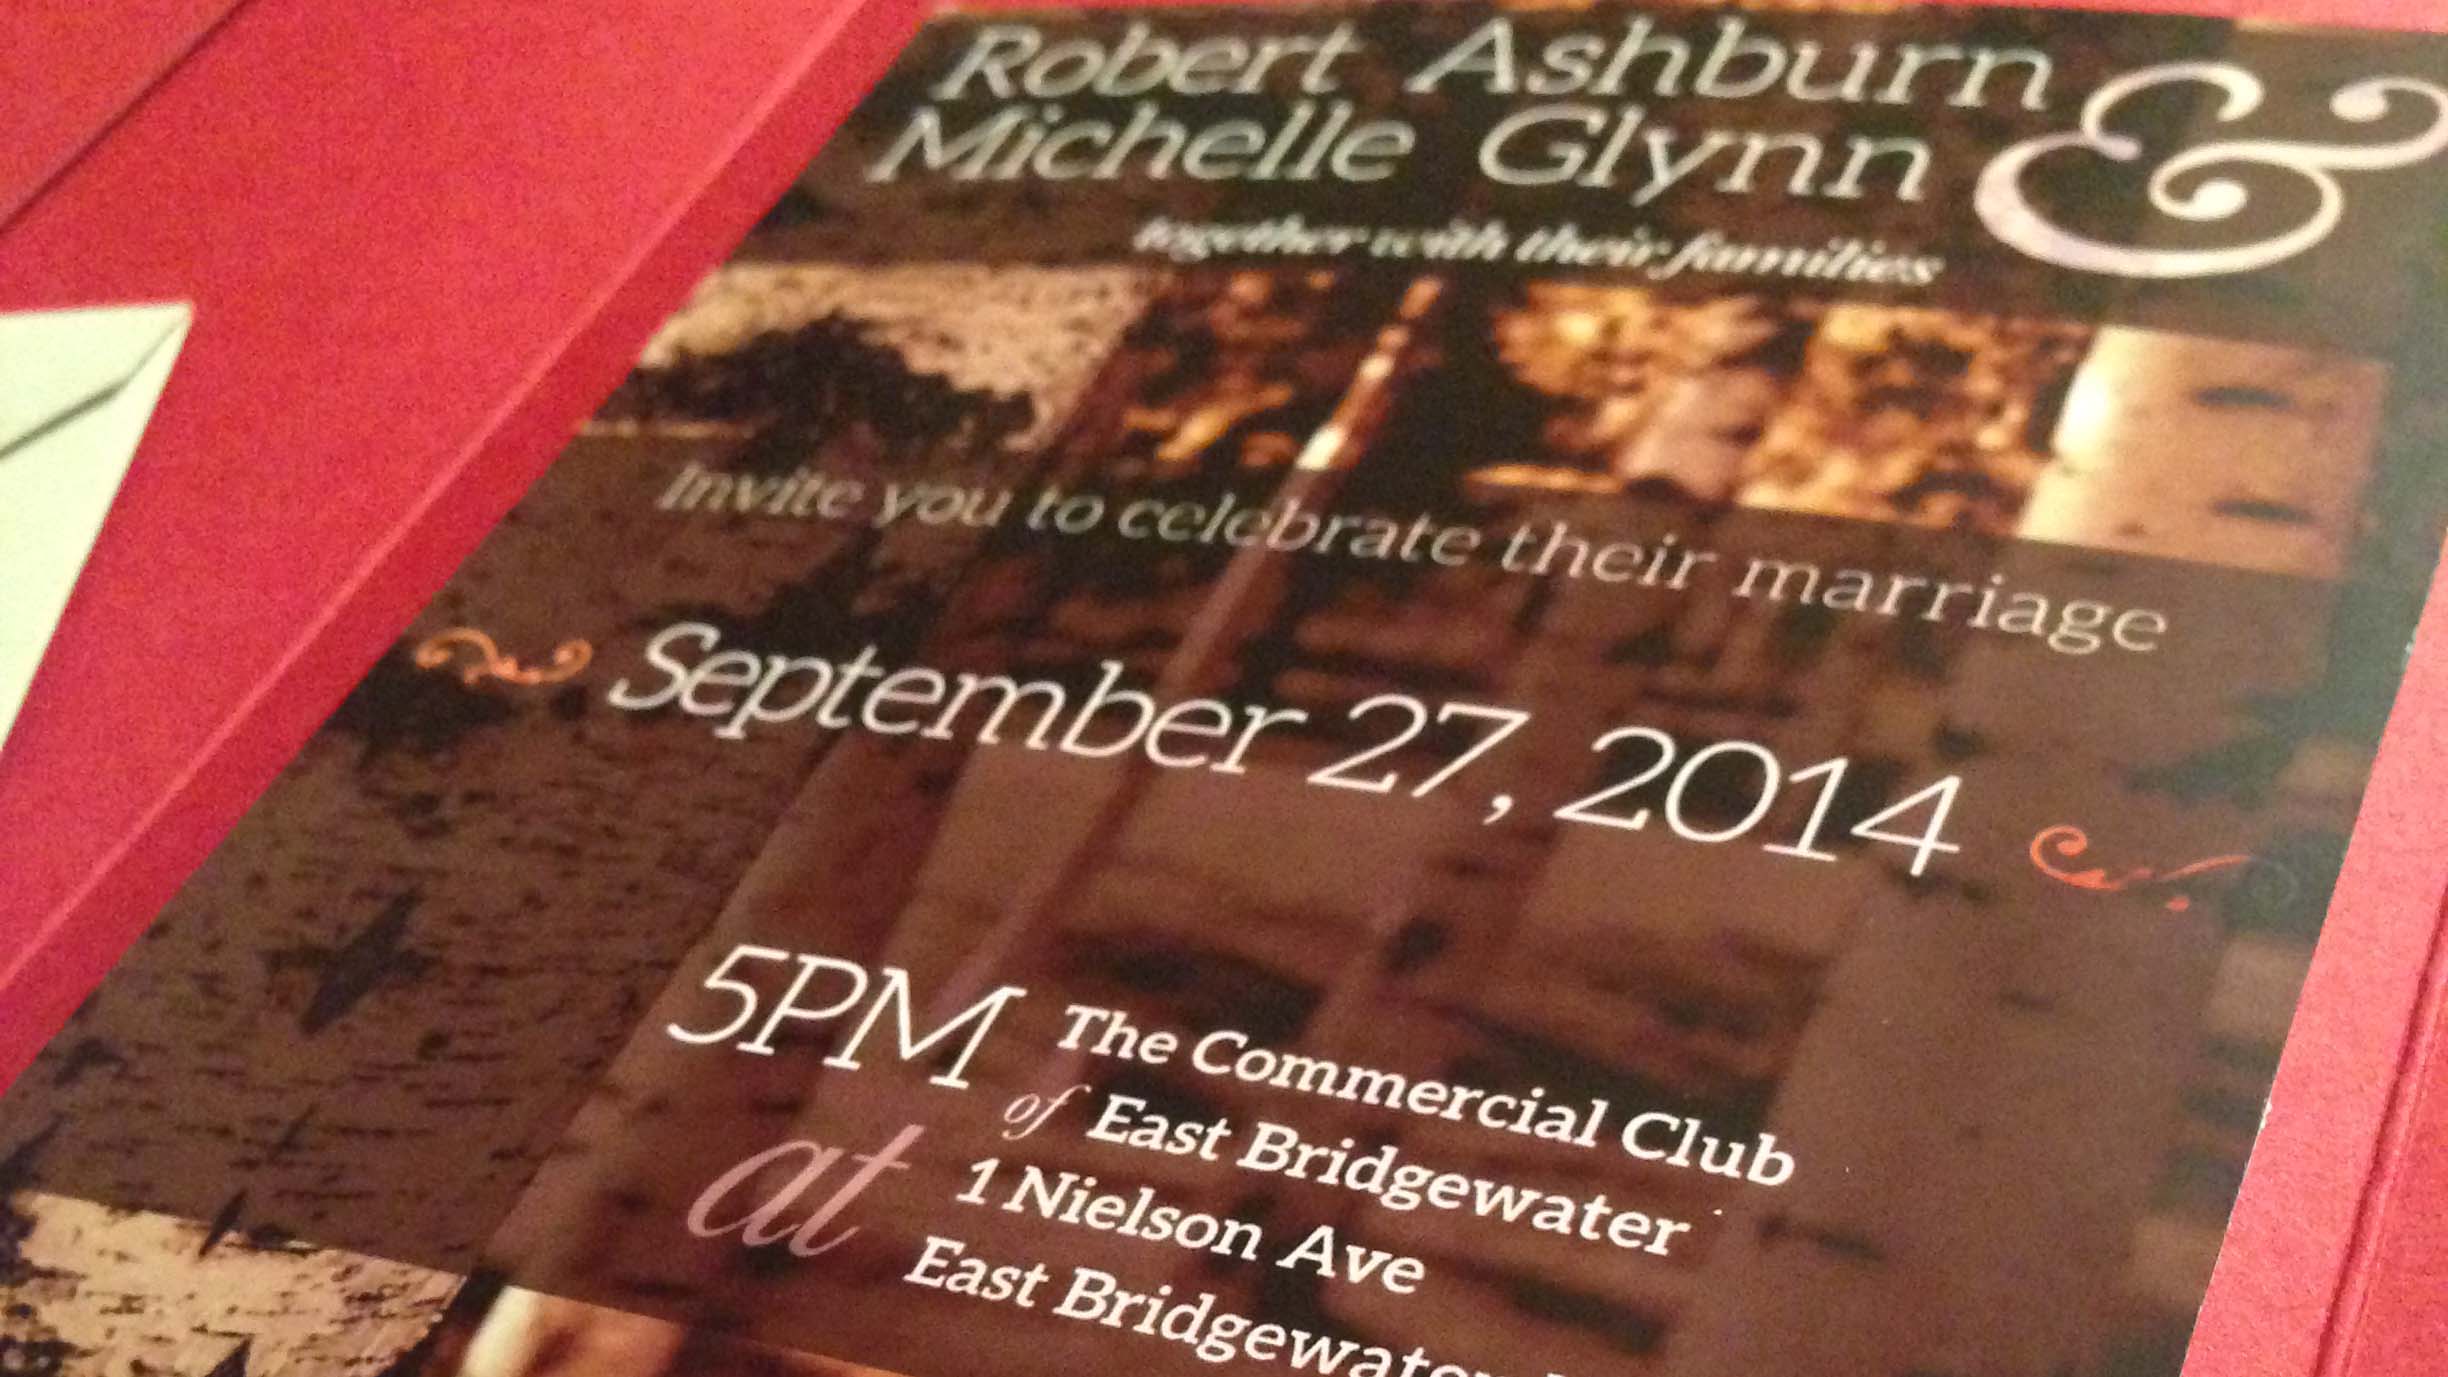 Robert Ashburn &
Michelle Glynn
together with their families
Invite you to celebrate their marriage
September 27, 2014
5PM at
The Commercial Club
of East Bridgewater
1 Nielson Ave
East Bridgewater